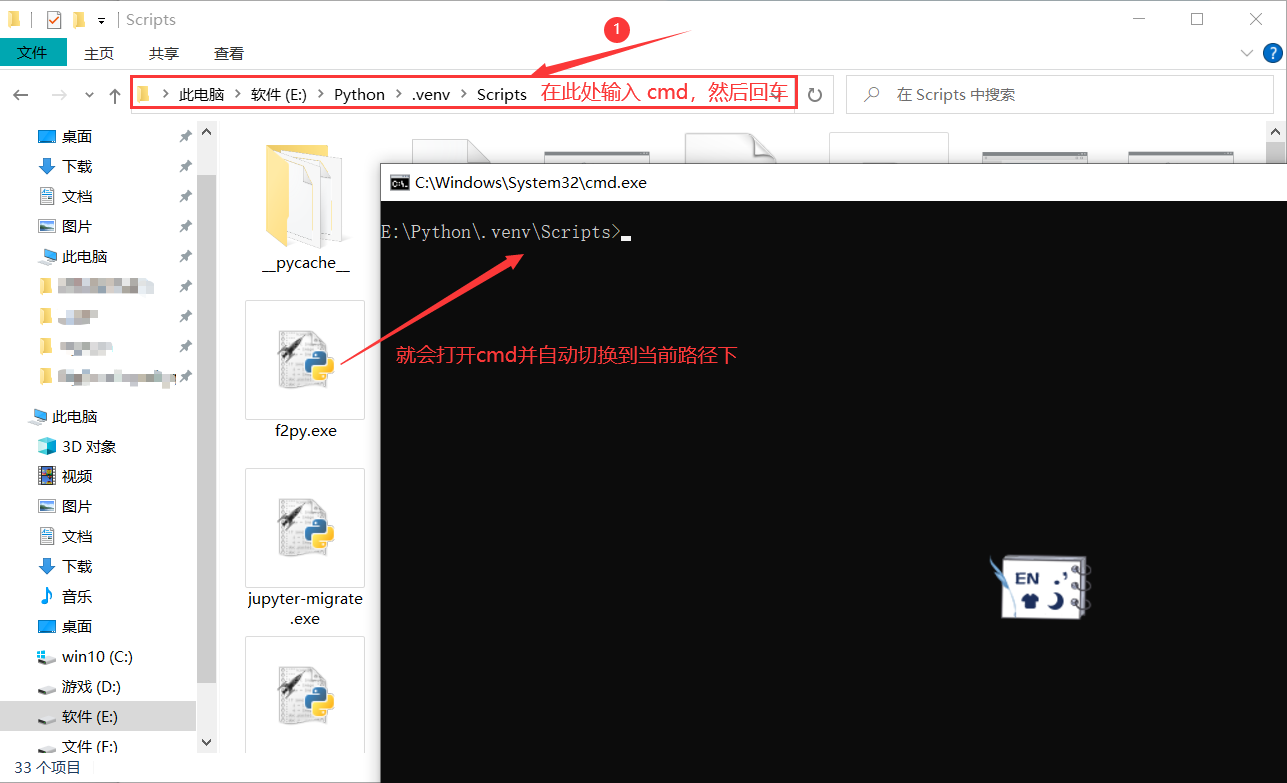 Scripts
文件 主页 共享 查看
1
此电脑 软件 (E:) Python .venv Scripts 在此处输入 cmd，然后回车
在 Scripts 中搜索
桌面
下载
文档
图片
此电脑
此电脑
3D 对象
视频
图片
文档
下载
音乐
桌面
win10 (C:)
游戏 (D:)
软件 (E:)
文件 (F:)
33 个项目
__pycache__
f2py.exe
jupyter-migrate
.exe
C:\Windows\System32\cmd.exe
E:\Python\.venv\Scripts>
就会打开cmd并自动切换到当前路径下
EN